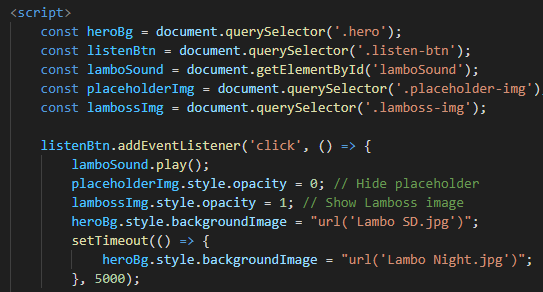 <script>
const heroBg = document.querySelector('.hero');
const listenBtn = document.querySelector('.listen-btn');
const lamboSound = document.getElementById('lamboSound');
const placeholderImg = document.querySelector('.placeholder-img')
const lambossImg = document.querySelector('.lamboss-img');
listenBtn.addEventListener('click', () => {
lamboSound.play();
placeholderImg.style.opacity = 0; // Hide placeholder
lambossImg.style.opacity = 1; // Show Lamboss image
heroBg.style.backgroundImage = "url('Lambo SD.jpg')";
setTimeout(() => {
heroBg.style.backgroundImage = "url('Lambo Night.jpg')";
}, 5000);